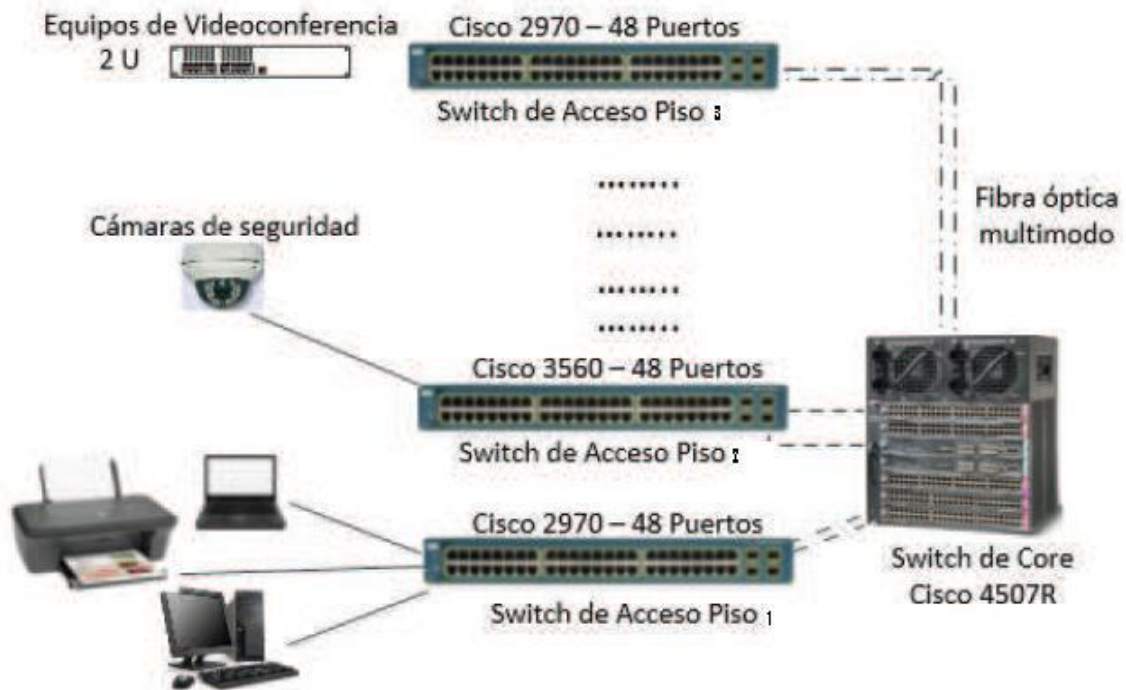 Equipos de Videoconferencia
2 U
Cisco 2970 – 48 Puertos
Switch de Acceso Piso 3
Fibra óptica
multimodo
Cámaras de seguridad
Cisco 3560 – 48 Puertos
Switch de Acceso Piso 2
Cisco 2970 – 48 Puertos
Switch de Acceso Piso 1
Switch de Core
Cisco 4507R